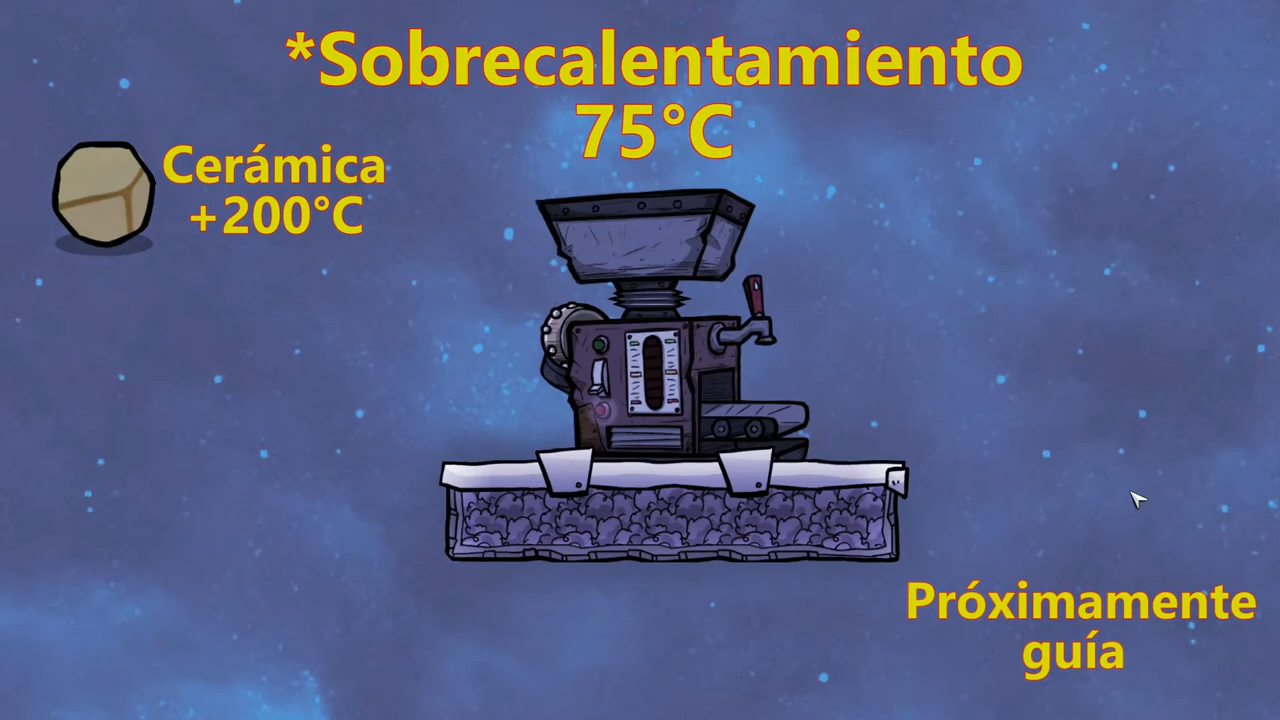 *Sobrecalentamiento
75°C
Cerámica
+200°C
Próximamente
guía